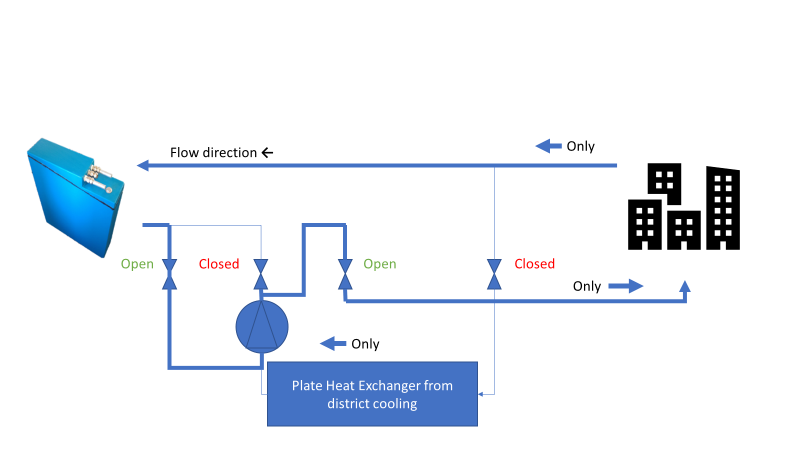 Only
Flow direction ←
Open
Closed
Open
Closed
Only
Only
Plate Heat Exchanger from
district cooling